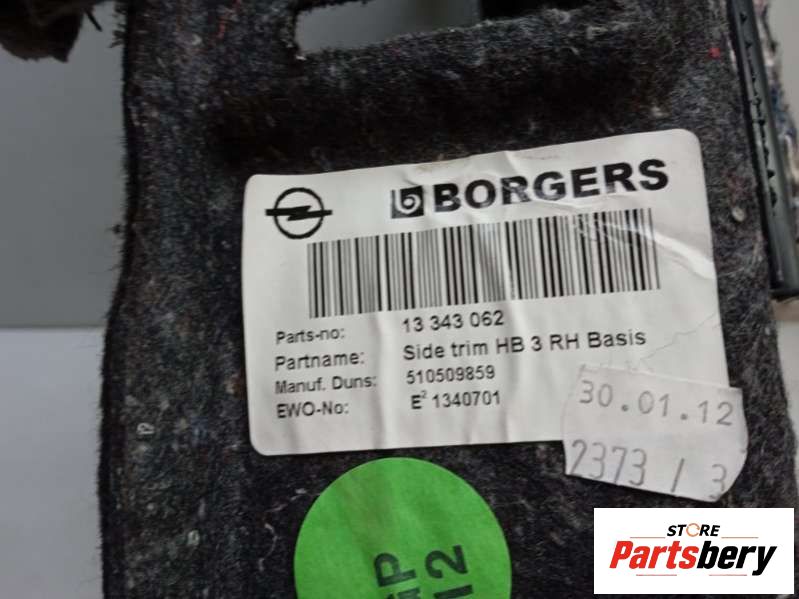 BORGERS
Parts-no: 13 343 062
Partname: Side trim HB 3 RH Basis
Manuf. Duns: 510509859
EWO-No: E² 1340701
30.01.12
2373 / 3
12
STORE
Partsbery